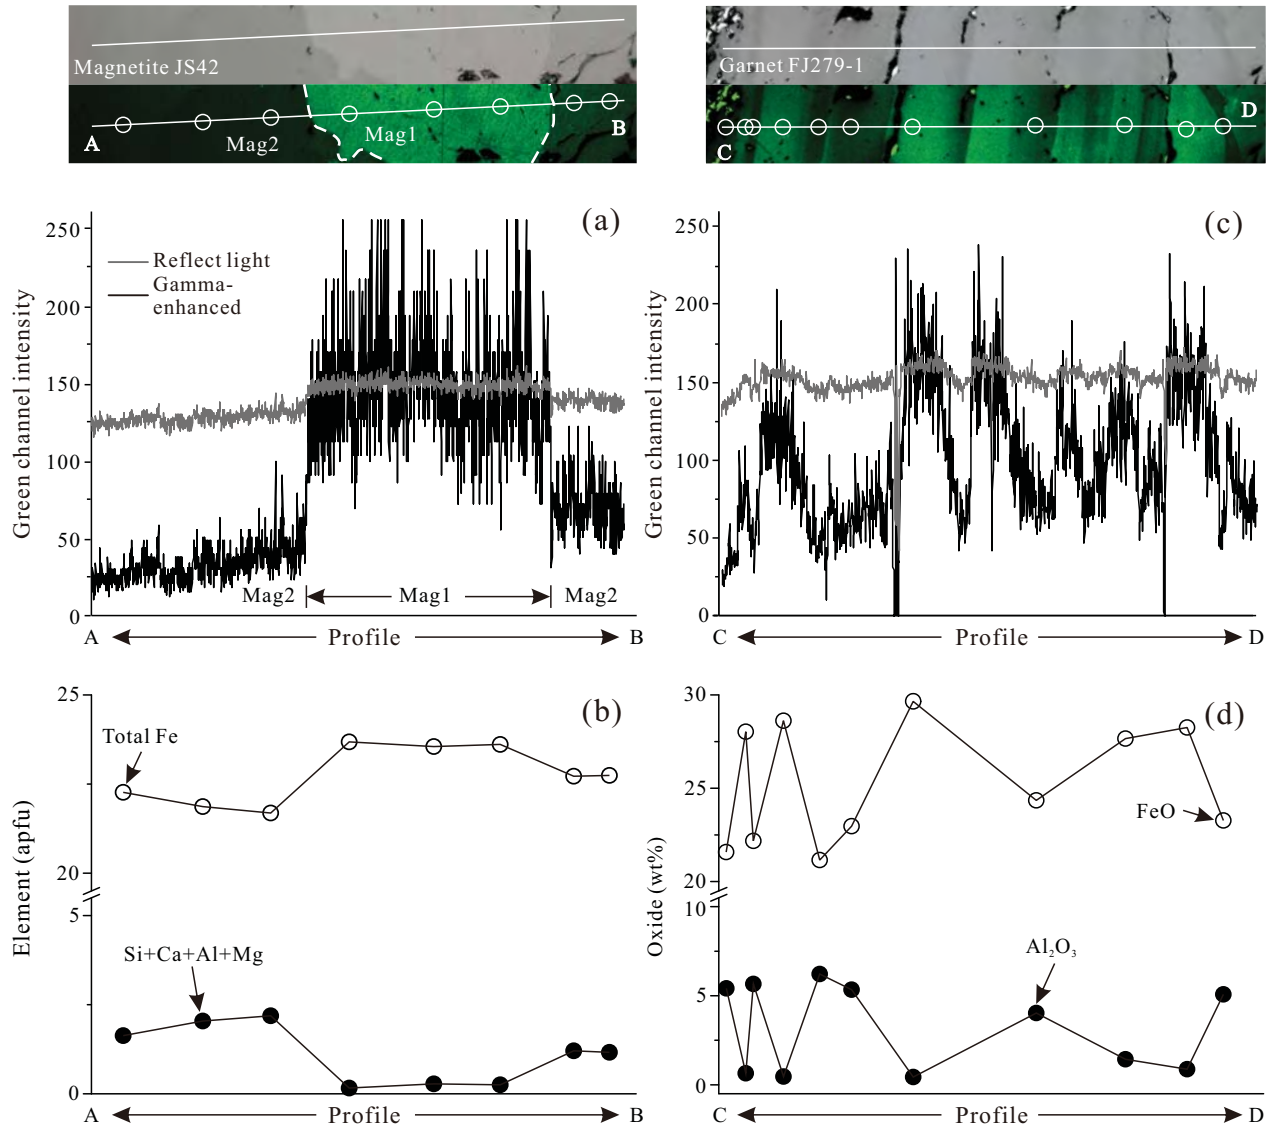 Magnetite JS42
A
Mag2
Mag1
B
Garnet FJ279-1
C
D
(a)
250
200
150
100
50
0
Green channel intensity
Reflect light
Gamma-
enhanced
Mag2
Mag1
Mag2
A
Profile
B
(c)
250
200
150
100
50
0
Green channel intensity
C
Profile
D
(b)
25
20
5
0
Element (apfu)
Total Fe
Si+Ca+Al+Mg
A
Profile
B
(d)
30
25
20
10
5
0
Oxide (wt%)
FeO
Al₂O₃
C
Profile
D